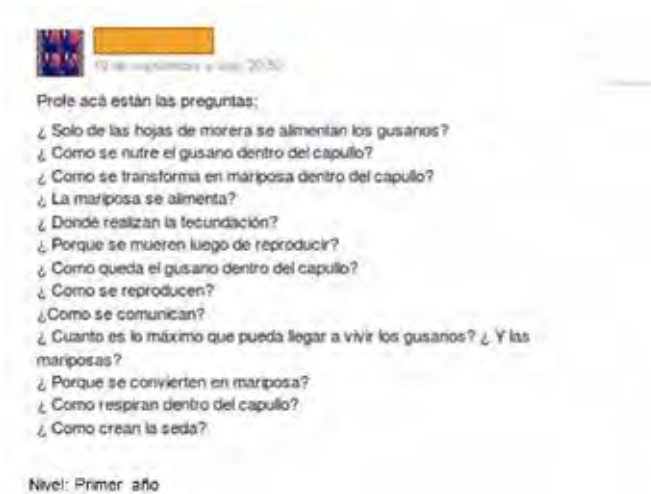 Profe acá están las preguntas:
¿ Solo de las hojas de morera se alimentan los gusanos?
¿ Como se nutre el gusano dentro del capullo?
¿ Como se transforma en mariposa dentro del capullo?
¿ La mariposa se alimenta?
¿ Donde realizan la fecundación?
¿ Porque se mueren luego de reproducir?
¿ Como queda el gusano dentro del capullo?
¿ Como se reproducen?
¿Como se comunican?
¿ Cuanto es lo máximo que pueda llegar a vivir los gusanos? ¿ Y las
mariposas?
¿ Porque se convierten en mariposa?
¿ Como respiran dentro del capullo?
¿ Como crean la seda?
Nivel: Primer año